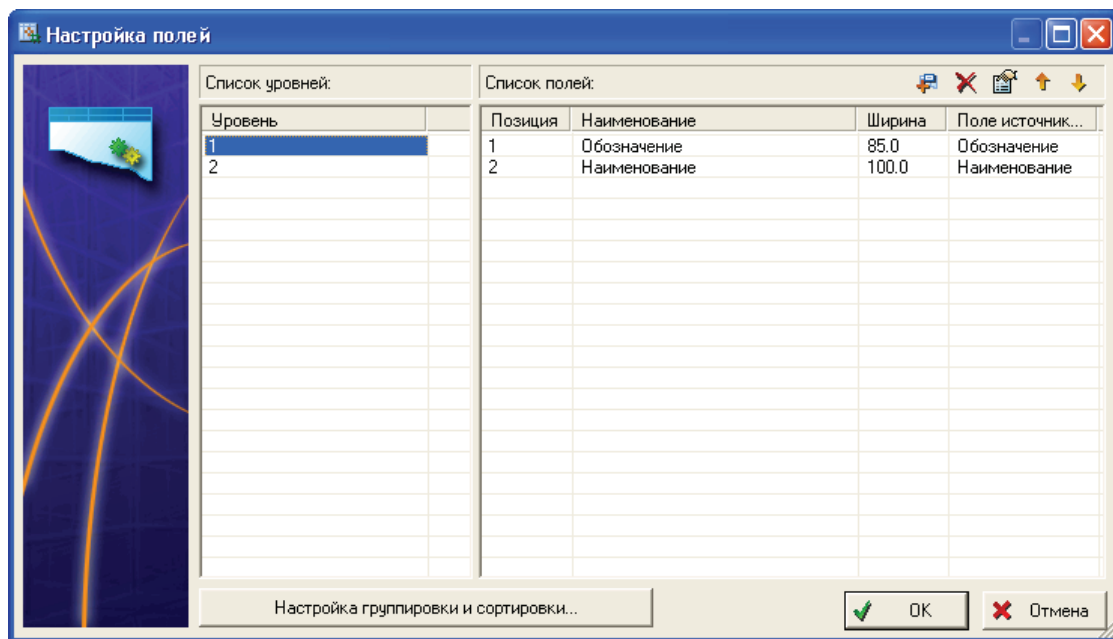 Настройка полей
Список уровней: Список полей:
Уровень Позиция Наименование Ширина Поле источник...
1 1 Обозначение 85.0 Обозначение
2 2 Наименование 100.0 Наименование
Настройка группировки и сортировки... OK Отмена